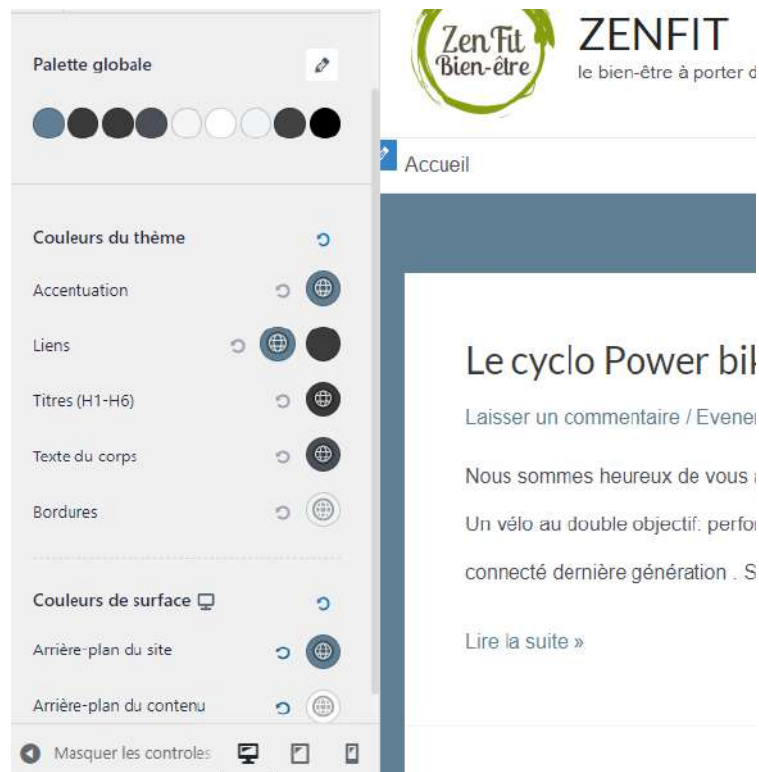 Palette globale
Couleurs du thème
Accentuation
Liens
Titres (H1-H6)
Texte du corps
Bordures
Couleurs de surface
Arrière-plan du site
Arrière-plan du contenu
Masquer les controles
Zen Fit
Bien-être
ZENFIT
le bien-être à porter d
Accueil
Le cyclo Power bik
Laisser un commentaire / Evene
Nous sommes heureux de vous
Un vélo au double objectif: perfo
connecté dernière génération . S
Lire la suite »